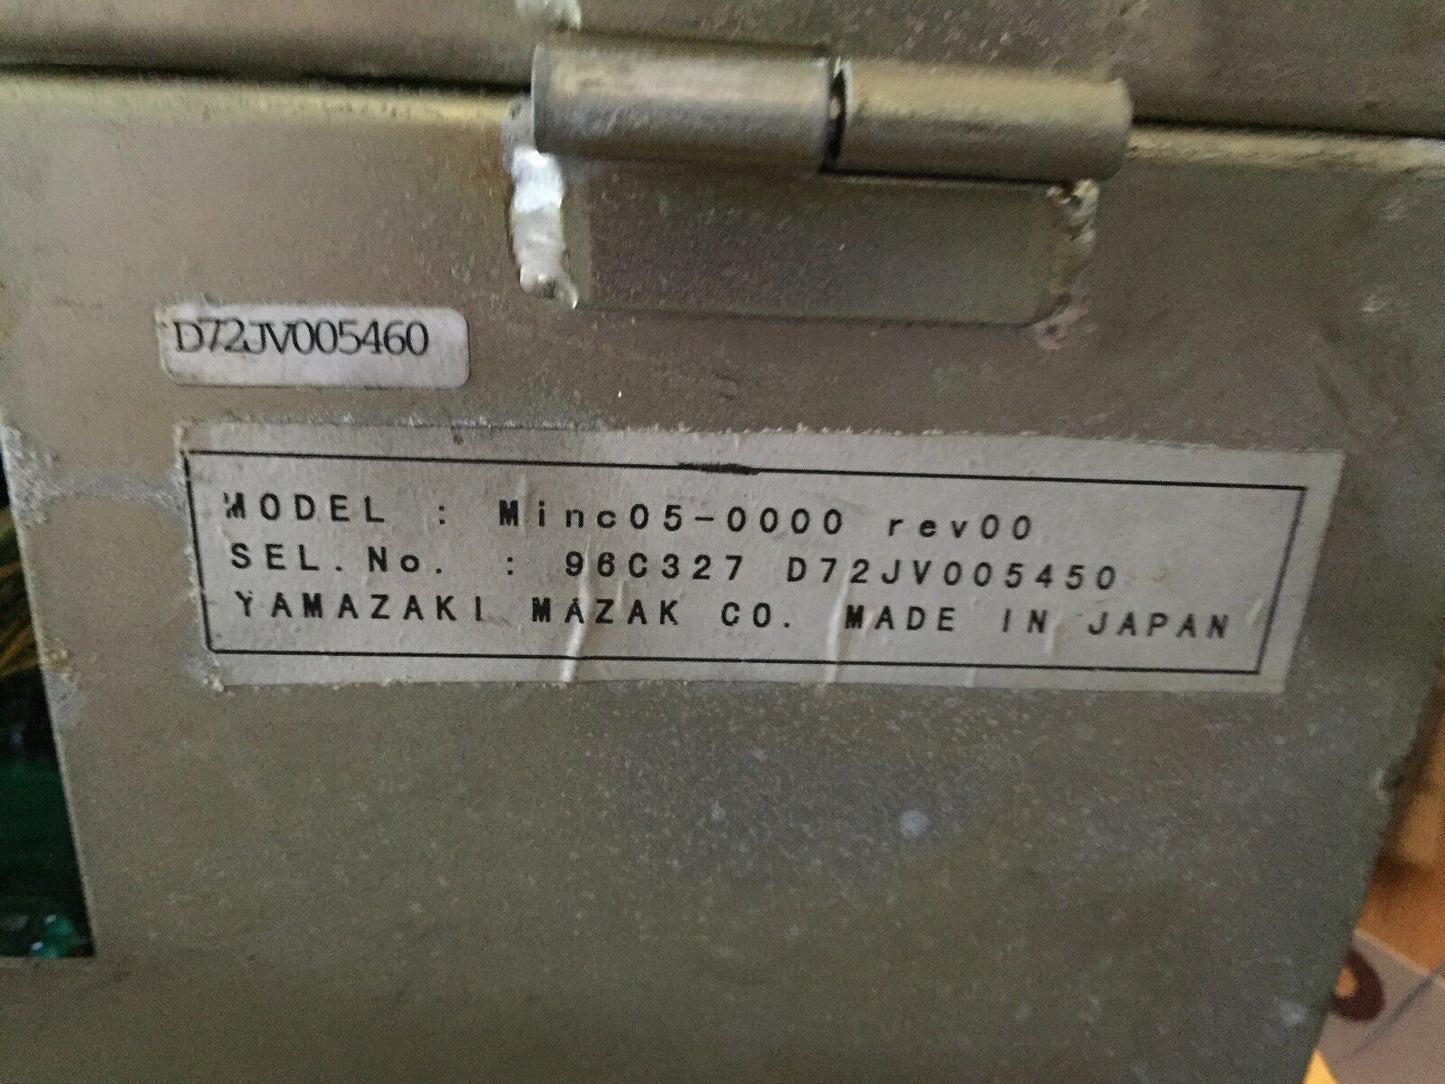 D72JV005460
MODEL : Minc05-0000 rev00
SEL.No. : 96C327 D72JV005450
YAMAZAKI MAZAK CO. MADE IN JAPAN